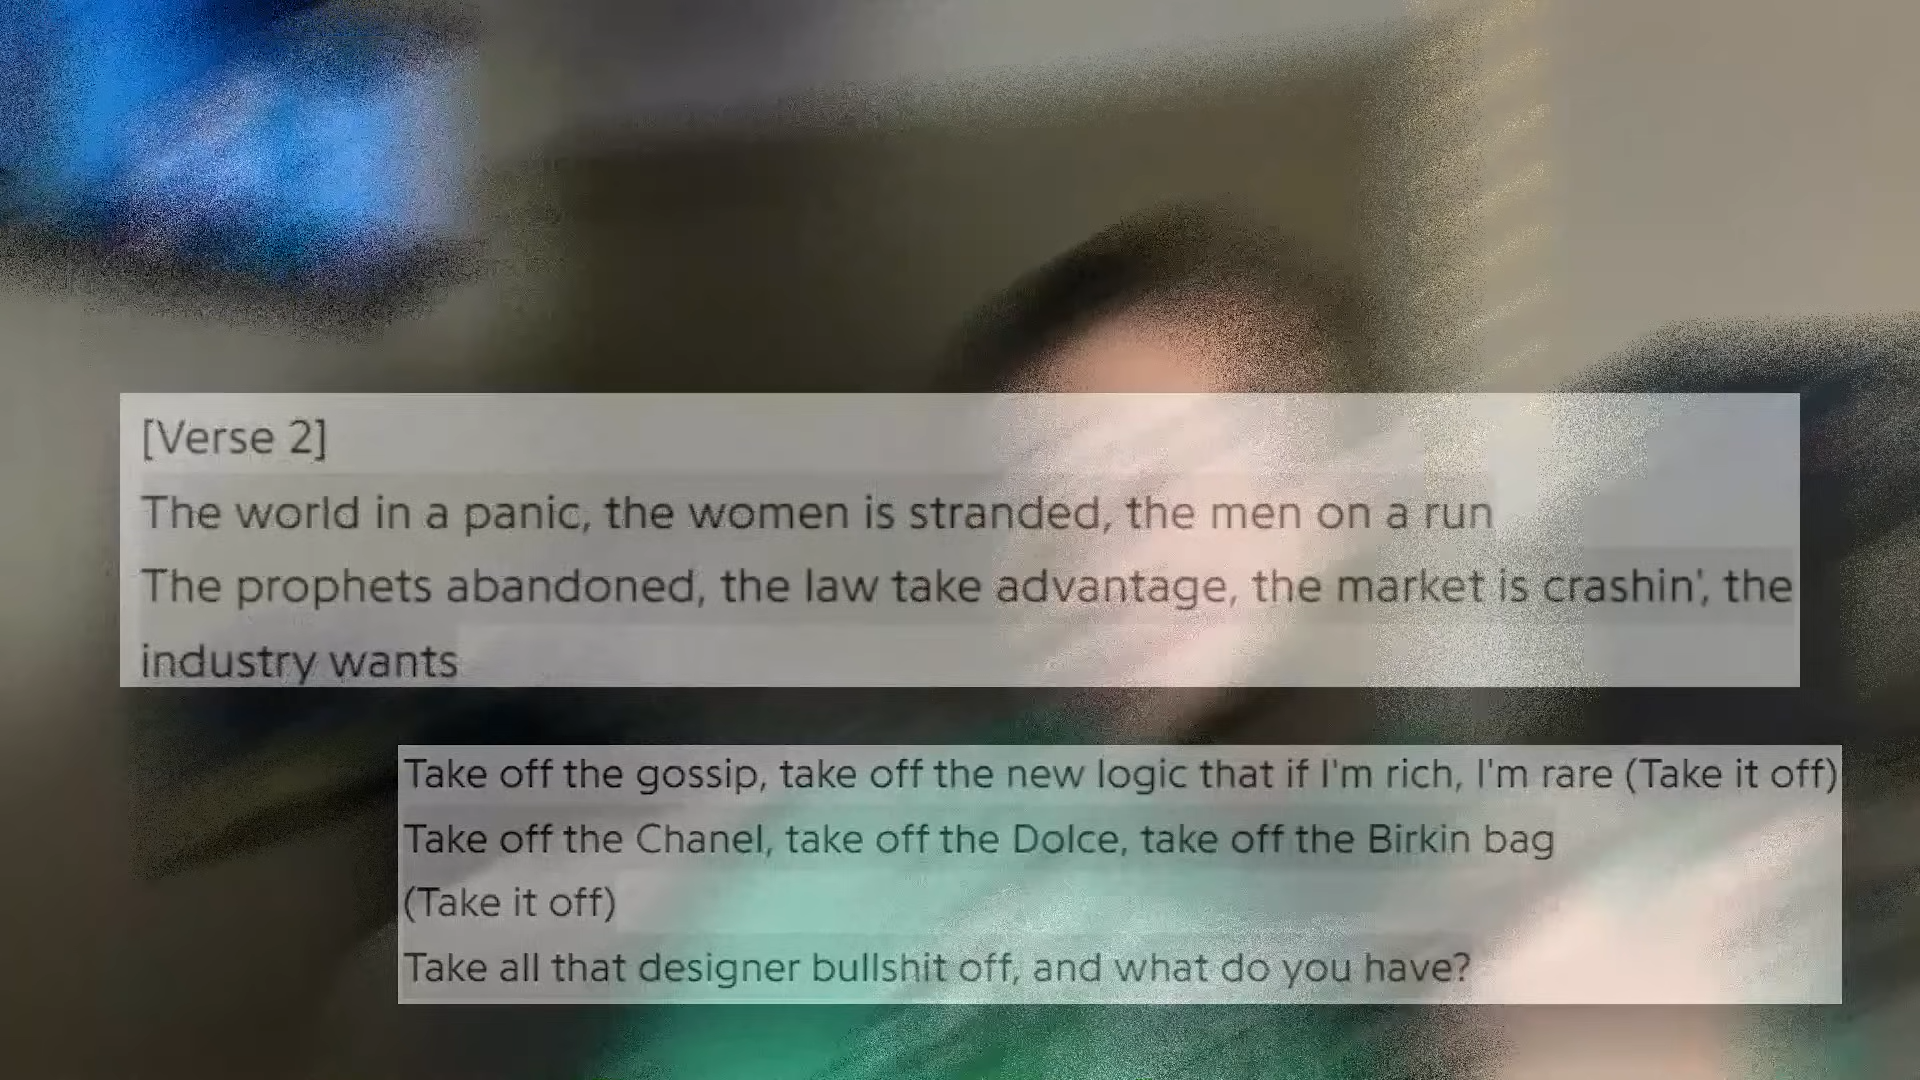 [Verse 2]
The world in a panic, the women is stranded, the men on a run
The prophets abandoned, the law take advantage, the market is crashin', the
industry wants
Take off the gossip, take off the new logic that if I'm rich, I'm rare (Take it off)
Take off the Chanel, take off the Dolce, take off the Birkin bag
(Take it off)
Take all that designer bullshit off, and what do you have?